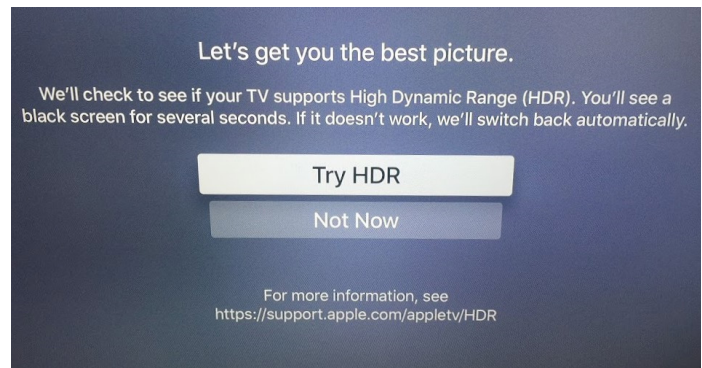 Let's get you the best picture.
We'll check to see if your TV supports High Dynamic Range (HDR). You'll see a
black screen for several seconds. If it doesn't work, we'll switch back automatically.
Try HDR
Not Now
For more information, see
https://support.apple.com/appletv/HDR